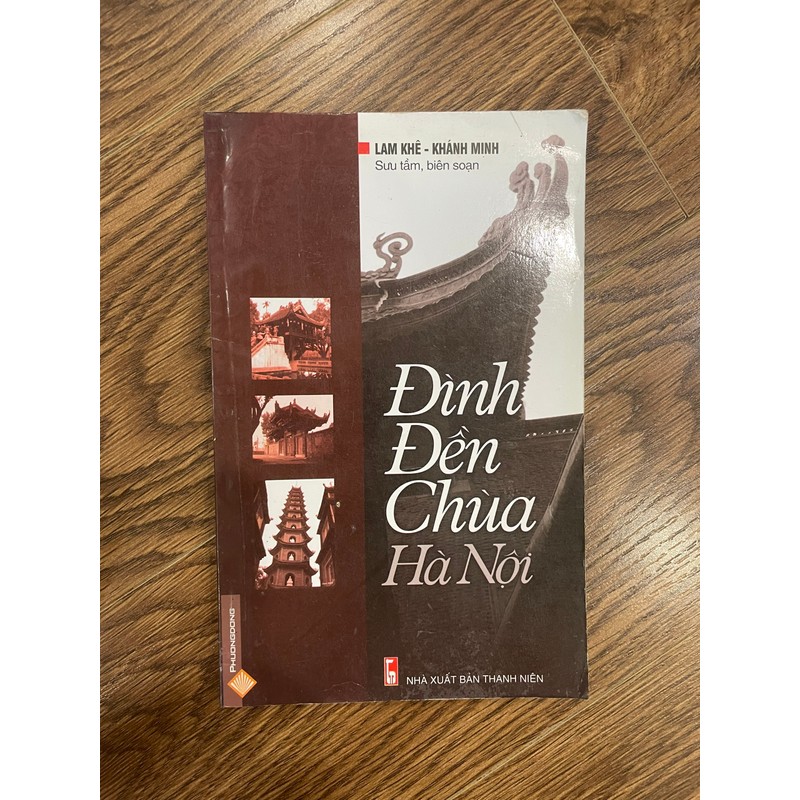 LAM KHÊ - KHÁNH MINH
Sưu tầm, biên soạn
Đình
Đền
Chùa
Hà Nội
PHUONGDONG
NHÀ XUẤT BẢN THANH NIÊN